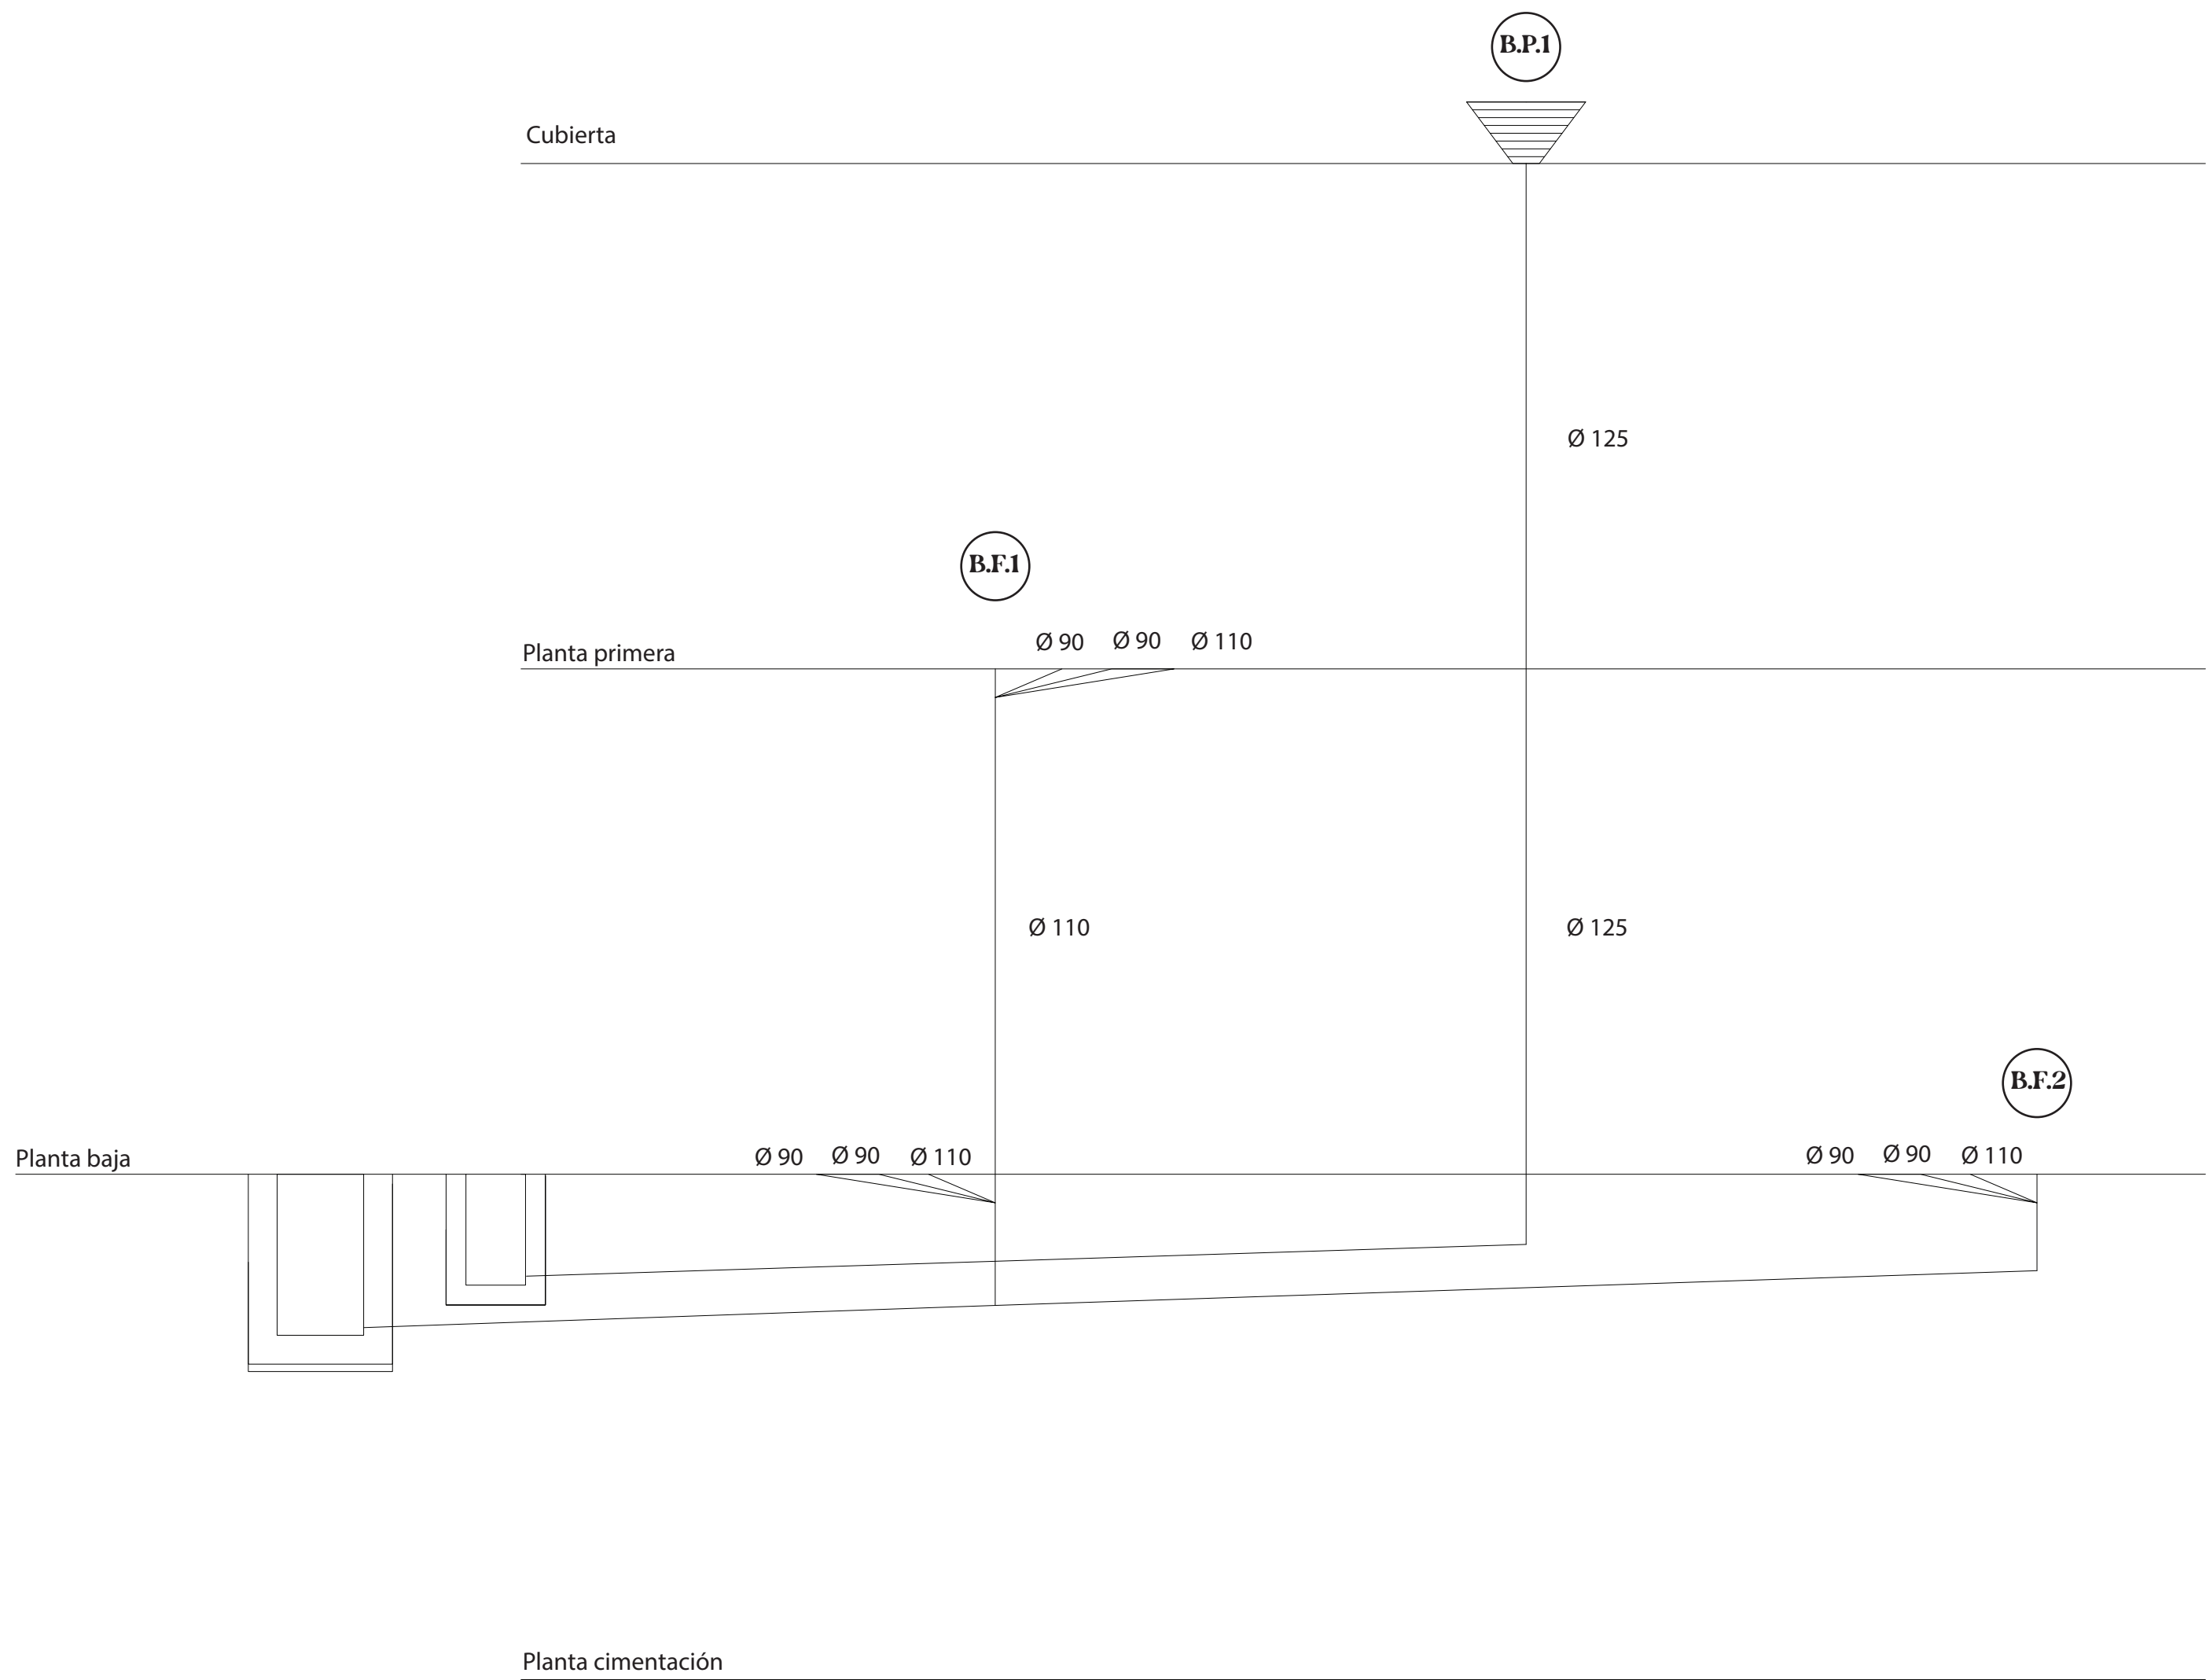 B.P.1
Cubierta
Ø 125
B.F.1
Ø 90 Ø 90 Ø 110
Planta primera
Ø 110
Ø 125
B.F.2
Planta baja
Ø 90 Ø 90 Ø 110
Ø 90 Ø 90 Ø 110
Planta cimentación